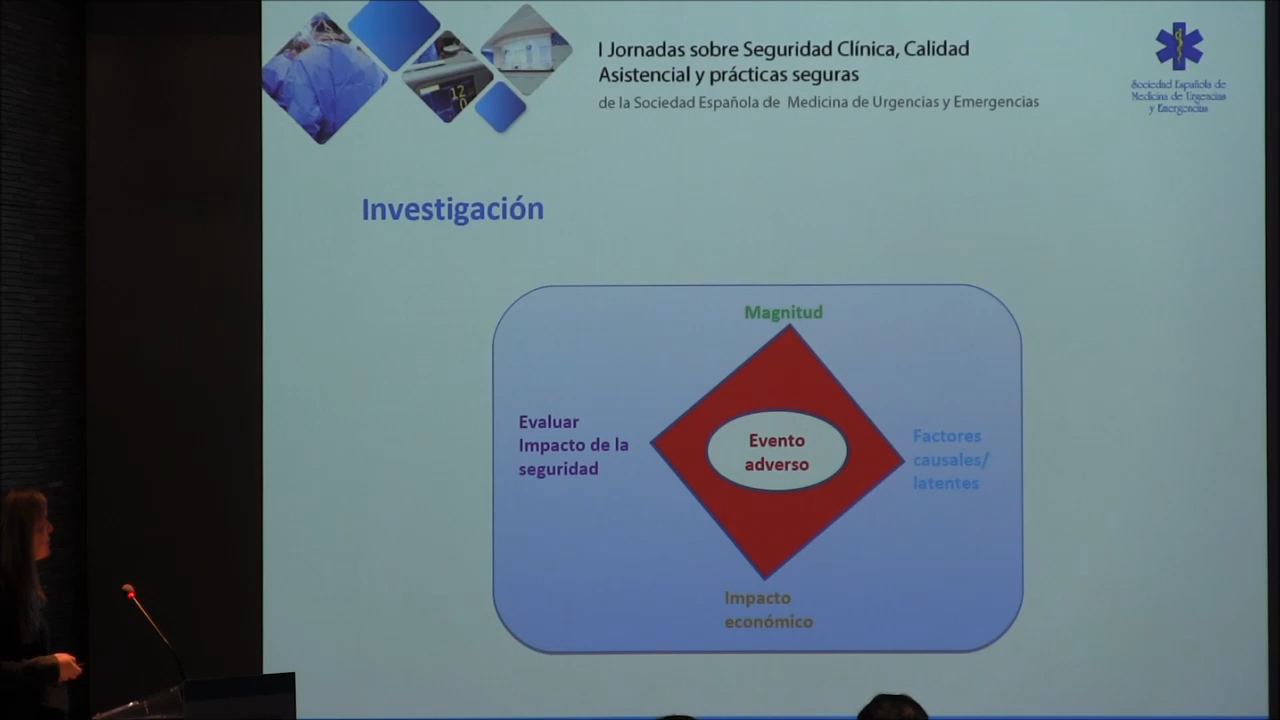 I Jornadas sobre Seguridad Clínica, Calidad
Asistencial y prácticas seguras
de la Sociedad Española de Medicina de Urgencias y Emergencias
Sociedad Española de
Medicina de Urgencias
y Emergencias
12
0
Investigación
Magnitud
Evaluar
Impacto de la
seguridad
Evento
adverso
Factores
causales/
latentes
Impacto
económico